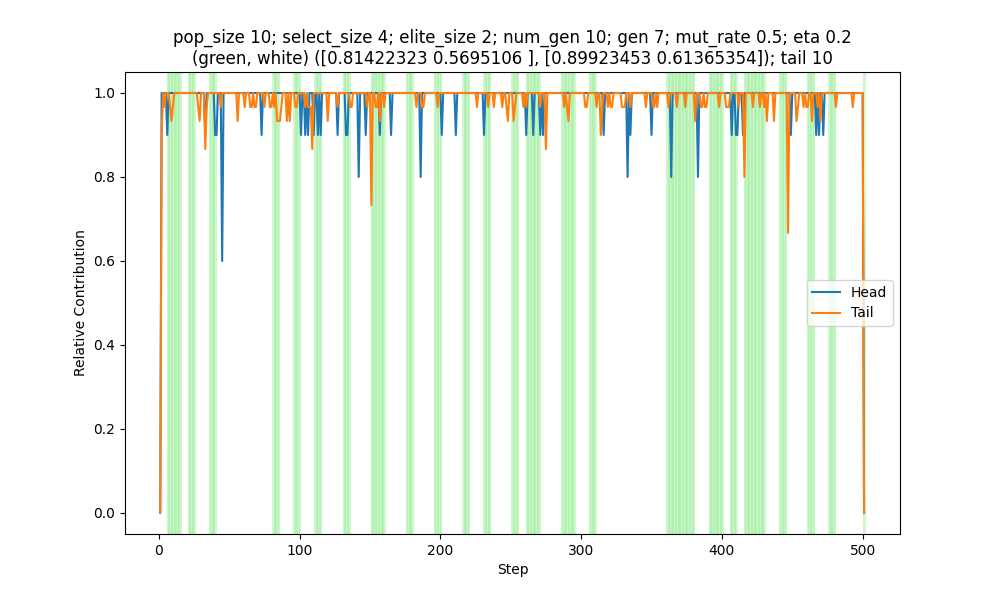 pop_size 10; select_size 4; elite_size 2; num_gen 10; gen 7; mut_rate 0.5; eta 0.2
(green, white) ([0.81422323 0.5695106 ], [0.89923453 0.61365354]); tail 10
1.0
0.8
0.6
0.4
0.2
0.0
Relative Contribution
Head
Tail
0
100
200
300
400
500
Step